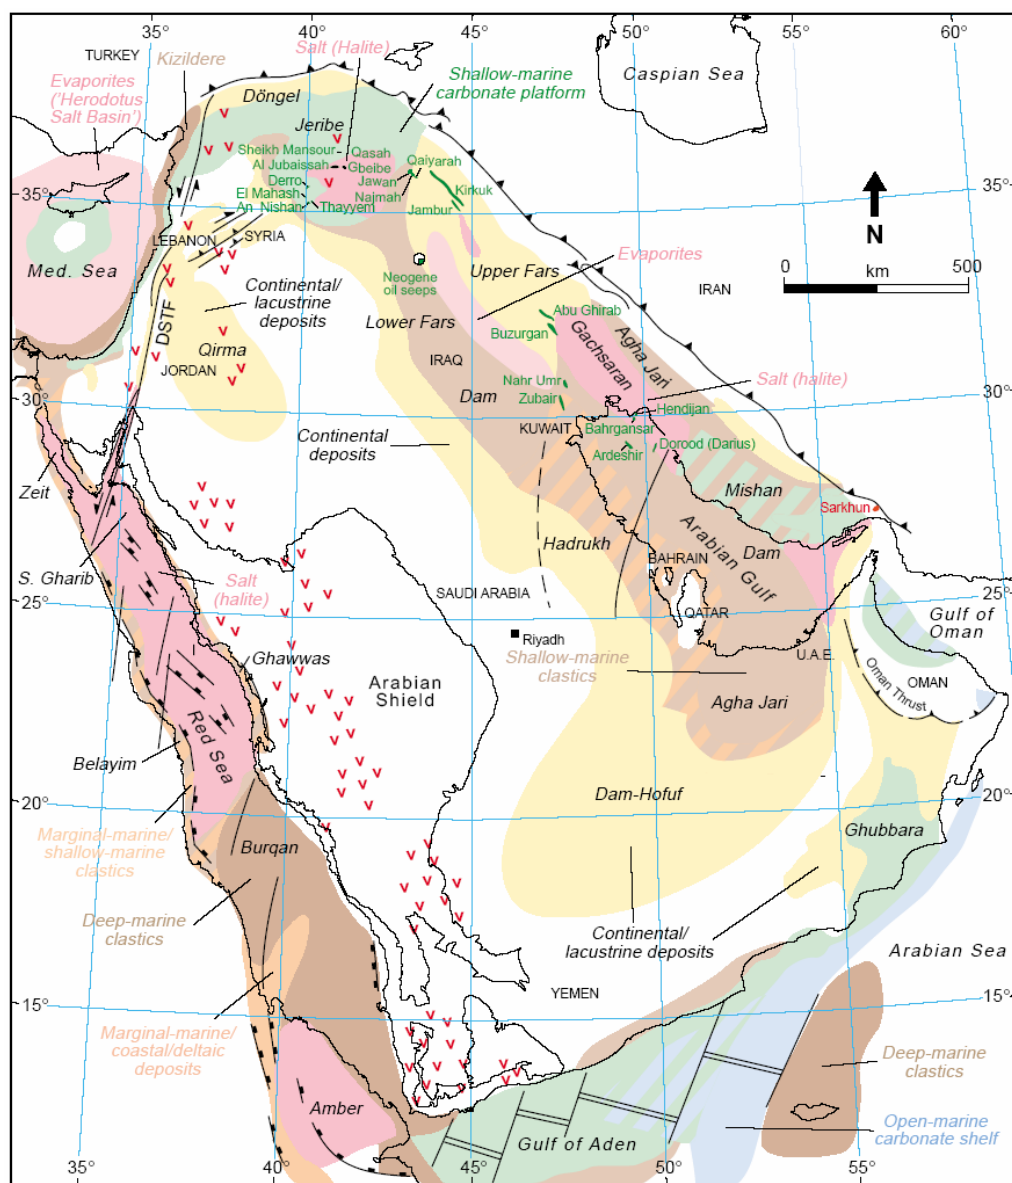 35°
40°
45°
50°
55°
60°
TURKEY
Kizildere
Salt (Halite)
Caspian Sea
Evaporites
('Herodotus
Salt Basin')
Döngel
Shallow-marine
carbonate platform
Jeribe
Sheikh Mansour
Qasah
Al Jubaissah
Gbeibe
Qaiyarah
Derro
Jawan
Kirkuk
El Mahash
Najmah
An Nishan
Thayyem
Jambur
35°
35°
N
LEBANON
SYRIA
Med. Sea
Evaporites
0
km
500
Upper Fars
IRAN
Neogene
oil seeps
Continental/
lacustrine
deposits
DSTF
Lower Fars
Abu Ghirab
Buzurgan
Gachsaran
Agha Jari
Qirma
IRAQ
JORDAN
Nahr Umr
Zubair
Dam
Salt (halite)
30°
30°
KUWAIT
Hendijan
Bahrgansar
Dorood (Darius)
Ardeshir
Continental
deposits
Zeit
Mishan
Sarkhun
Hadrukh
Arabian Gulf
Dam
BAHRAIN
S. Gharib
Salt
(halite)
SAUDI ARABIA
QATAR
25°
25°
Gulf of
Oman
Riyadh
Ghawwas
Shallow-marine
clastics
U.A.E.
OMAN
Oman Thrust
Arabian
Shield
Agha Jari
Red Sea
Belayim
20°
20°
Dam-Hofuf
Ghubbara
Marginal-marine/
shallow-marine
clastics
Burqan
Deep-marine
clastics
Continental/
lacustrine deposits
Arabian Sea
YEMEN
15°
15°
Marginal-marine/
coastal/deltaic
deposits
Deep-marine
clastics
Amber
Gulf of Aden
Open-marine
carbonate shelf
35°
40°
45°
50°
55°